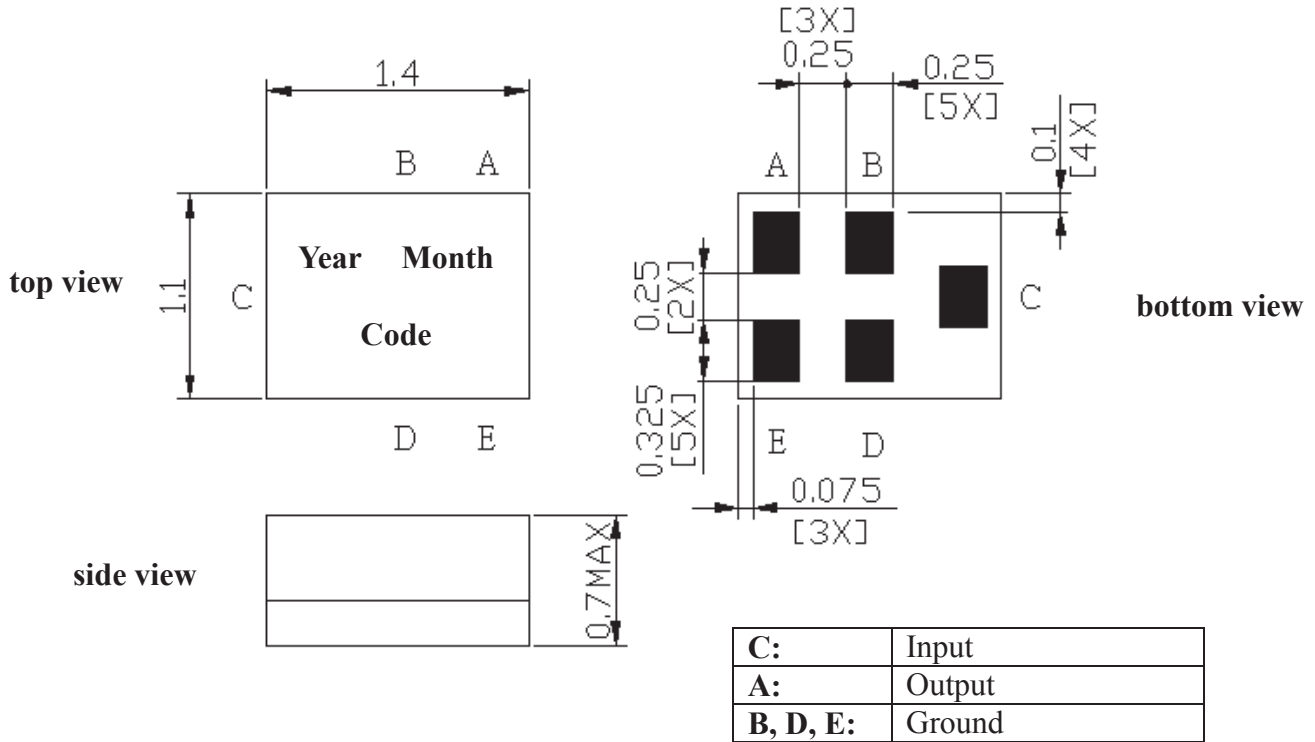 [3X]
0.25
1.4
0.25
[5X]
0.1
[4X]
B A
A B
top view
1.1
C
Year Month
Code
0.25
[2X]
C
bottom view
0.325
[5X]
D E
E D
0.075
[3X]
side view
0.7MAX
C: Input
A: Output
B, D, E: Ground